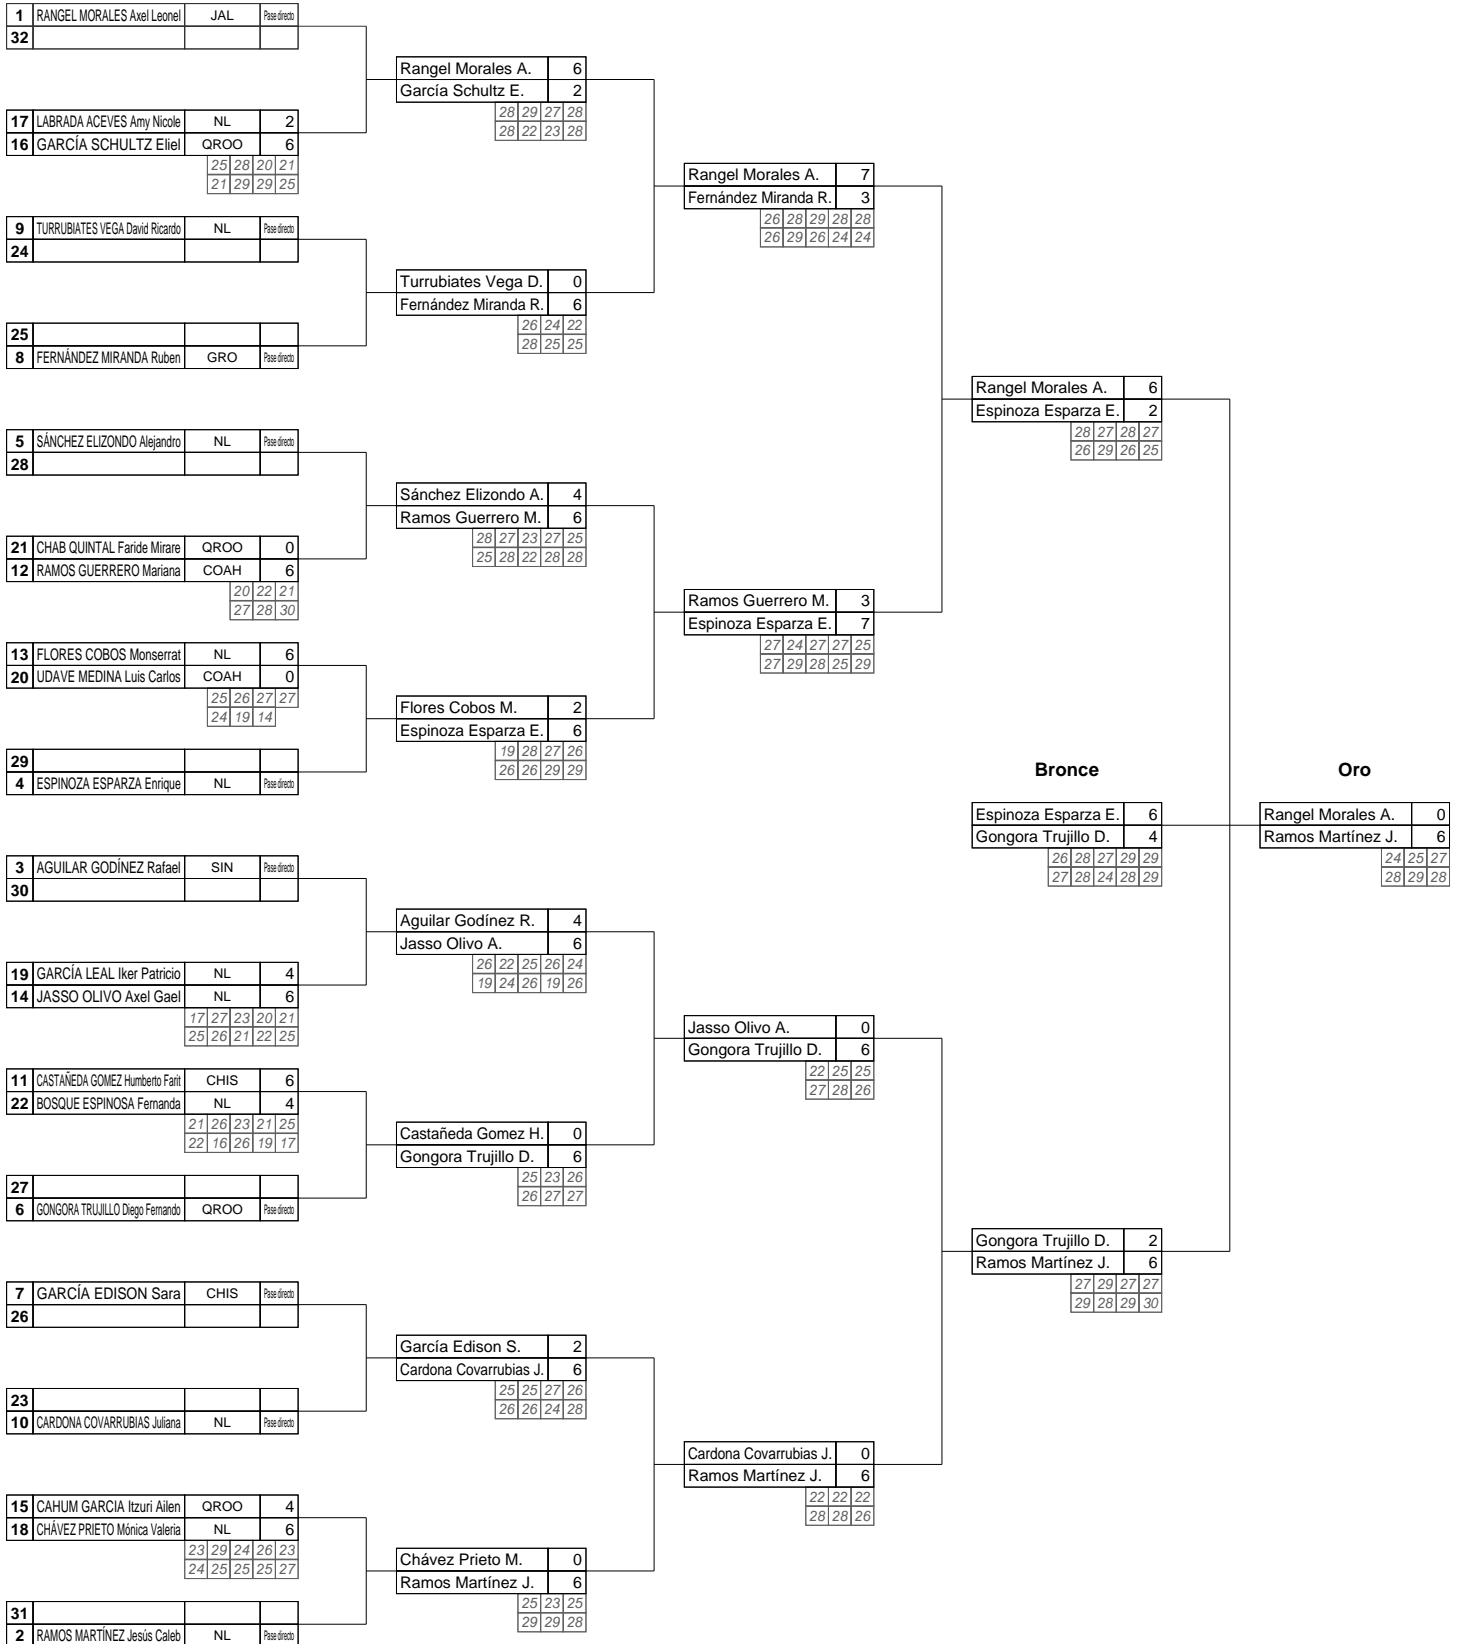 1 RANGEL MORALES Axel Leonel JAL Pase directo
32
17 LABRADA ACEVES Amy Nicole NL 2
16 GARCÍA SCHULTZ Eliel QROO 6
25 28 20 21
21 29 29 25
9 TURRUBIATES VEGA David Ricardo NL Pase directo
24
25
8 FERNÁNDEZ MIRANDA Ruben GRO Pase directo
5 SÁNCHEZ ELIZONDO Alejandro NL Pase directo
28
21 CHAB QUINTAL Faride Mirare QROO 0
12 RAMOS GUERRERO Mariana COAH 6
20 22 21
27 28 30
13 FLORES COBOS Monserrat NL 6
20 UDAVE MEDINA Luis Carlos COAH 0
25 26 27 27
24 19 14
29
4 ESPINOZA ESPARZA Enrique NL Pase directo
3 AGUILAR GODÍNEZ Rafael SIN Pase directo
30
19 GARCÍA LEAL Iker Patricio NL 4
14 JASSO OLIVO Axel Gael NL 6
17 27 23 20 21
25 26 21 22 25
11 CASTAÑEDA GOMEZ Humberto Farit CHIS 6
22 BOSQUE ESPINOSA Fernanda NL 4
21 26 23 21 25
22 16 26 19 17
27
6 GONGORA TRUJILLO Diego Fernando QROO Pase directo
7 GARCÍA EDISON Sara CHIS Pase directo
26
23
10 CARDONA COVARRUBIAS Juliana NL Pase directo
15 CAHUM GARCIA Itzuri Ailen QROO 4
18 CHÁVEZ PRIETO Mónica Valeria NL 6
23 29 24 26 23
24 25 25 25 27
31
2 RAMOS MARTÍNEZ Jesús Caleb NL Pase directo
Rangel Morales A. 6
García Schultz E. 2
28 29 27 28
28 22 23 28
Turrubiates Vega D. 0
Fernández Miranda R. 6
26 24 22
28 25 25
Sánchez Elizondo A. 4
Ramos Guerrero M. 6
28 27 23 27 25
25 28 22 28 28
Flores Cobos M. 2
Espinoza Esparza E. 6
19 28 27 26
26 26 29 29
Aguilar Godínez R. 4
Jasso Olivo A. 6
26 22 25 26 24
19 24 26 19 26
Castañeda Gomez H. 0
Gongora Trujillo D. 6
25 23 26
26 27 27
García Edison S. 2
Cardona Covarrubias J. 6
25 25 27 26
26 26 24 28
Chávez Prieto M. 0
Ramos Martínez J. 6
25 23 25
29 29 28
Rangel Morales A. 7
Fernández Miranda R. 3
26 28 29 28 28
26 29 26 24 24
Ramos Guerrero M. 3
Espinoza Esparza E. 7
27 24 27 27 25
27 29 28 25 29
Jasso Olivo A. 0
Gongora Trujillo D. 6
22 25 25
27 28 26
Cardona Covarrubias J. 0
Ramos Martínez J. 6
22 22 22
28 28 26
Rangel Morales A. 6
Espinoza Esparza E. 2
28 27 28 27
26 29 26 25
Gongora Trujillo D. 2
Ramos Martínez J. 6
27 29 27 27
29 28 29 30
Bronce
Espinoza Esparza E. 6
Gongora Trujillo D. 4
26 28 27 29 29
27 28 24 28 29
Oro
Rangel Morales A. 0
Ramos Martínez J. 6
24 25 27
28 29 28